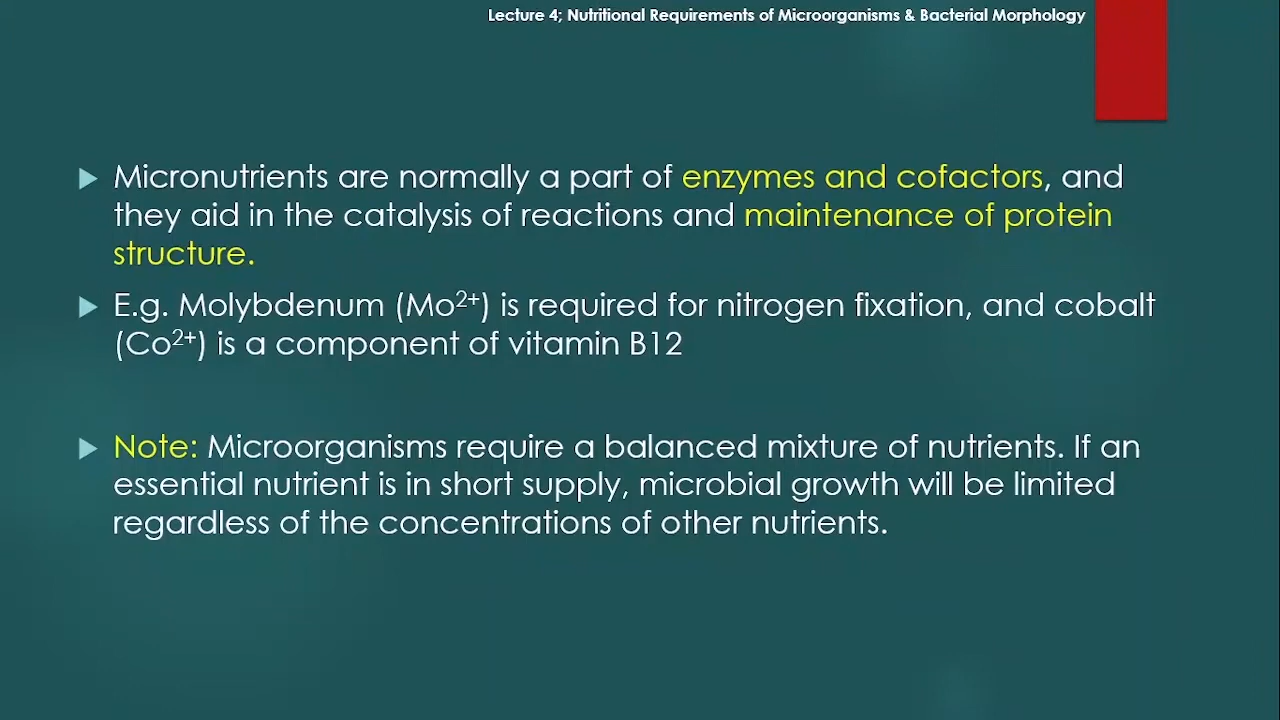 Lecture 4; Nutritional Requirements of Microorganisms & Bacterial Morphology
Micronutrients are normally a part of enzymes and cofactors, and
they aid in the catalysis of reactions and maintenance of protein
structure.
E.g. Molybdenum (Mo²⁺) is required for nitrogen fixation, and cobalt
(Co²⁺) is a component of vitamin B12
Note: Microorganisms require a balanced mixture of nutrients. If an
essential nutrient is in short supply, microbial growth will be limited
regardless of the concentrations of other nutrients.